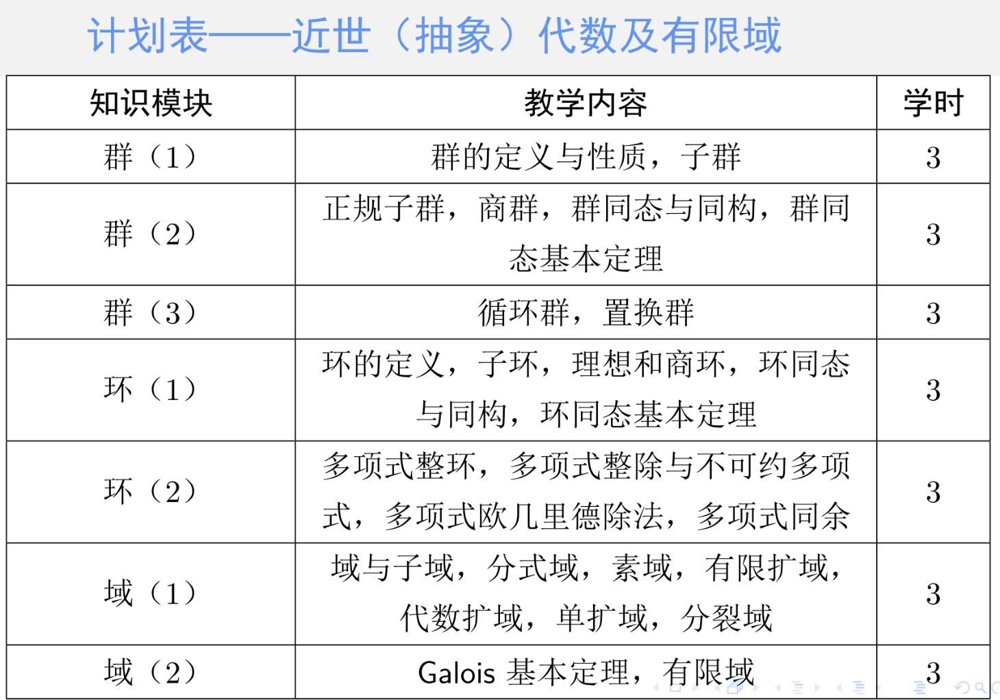 计划表——近世（抽象）代数及有限域
知识模块 教学内容 学时
群（1） 群的定义与性质，子群 3
群（2） 正规子群，商群，群同态与同构，群同
态基本定理 3
群（3） 循环群，置换群 3
环（1） 环的定义，子环，理想和商环，环同态
与同构，环同态基本定理 3
环（2） 多项式整环，多项式整除与不可约多项
式，多项式欧几里德除法，多项式同余 3
域（1） 域与子域，分式域，素域，有限扩域，
代数扩域，单扩域，分裂域 3
域（2） Galois 基本定理，有限域 3